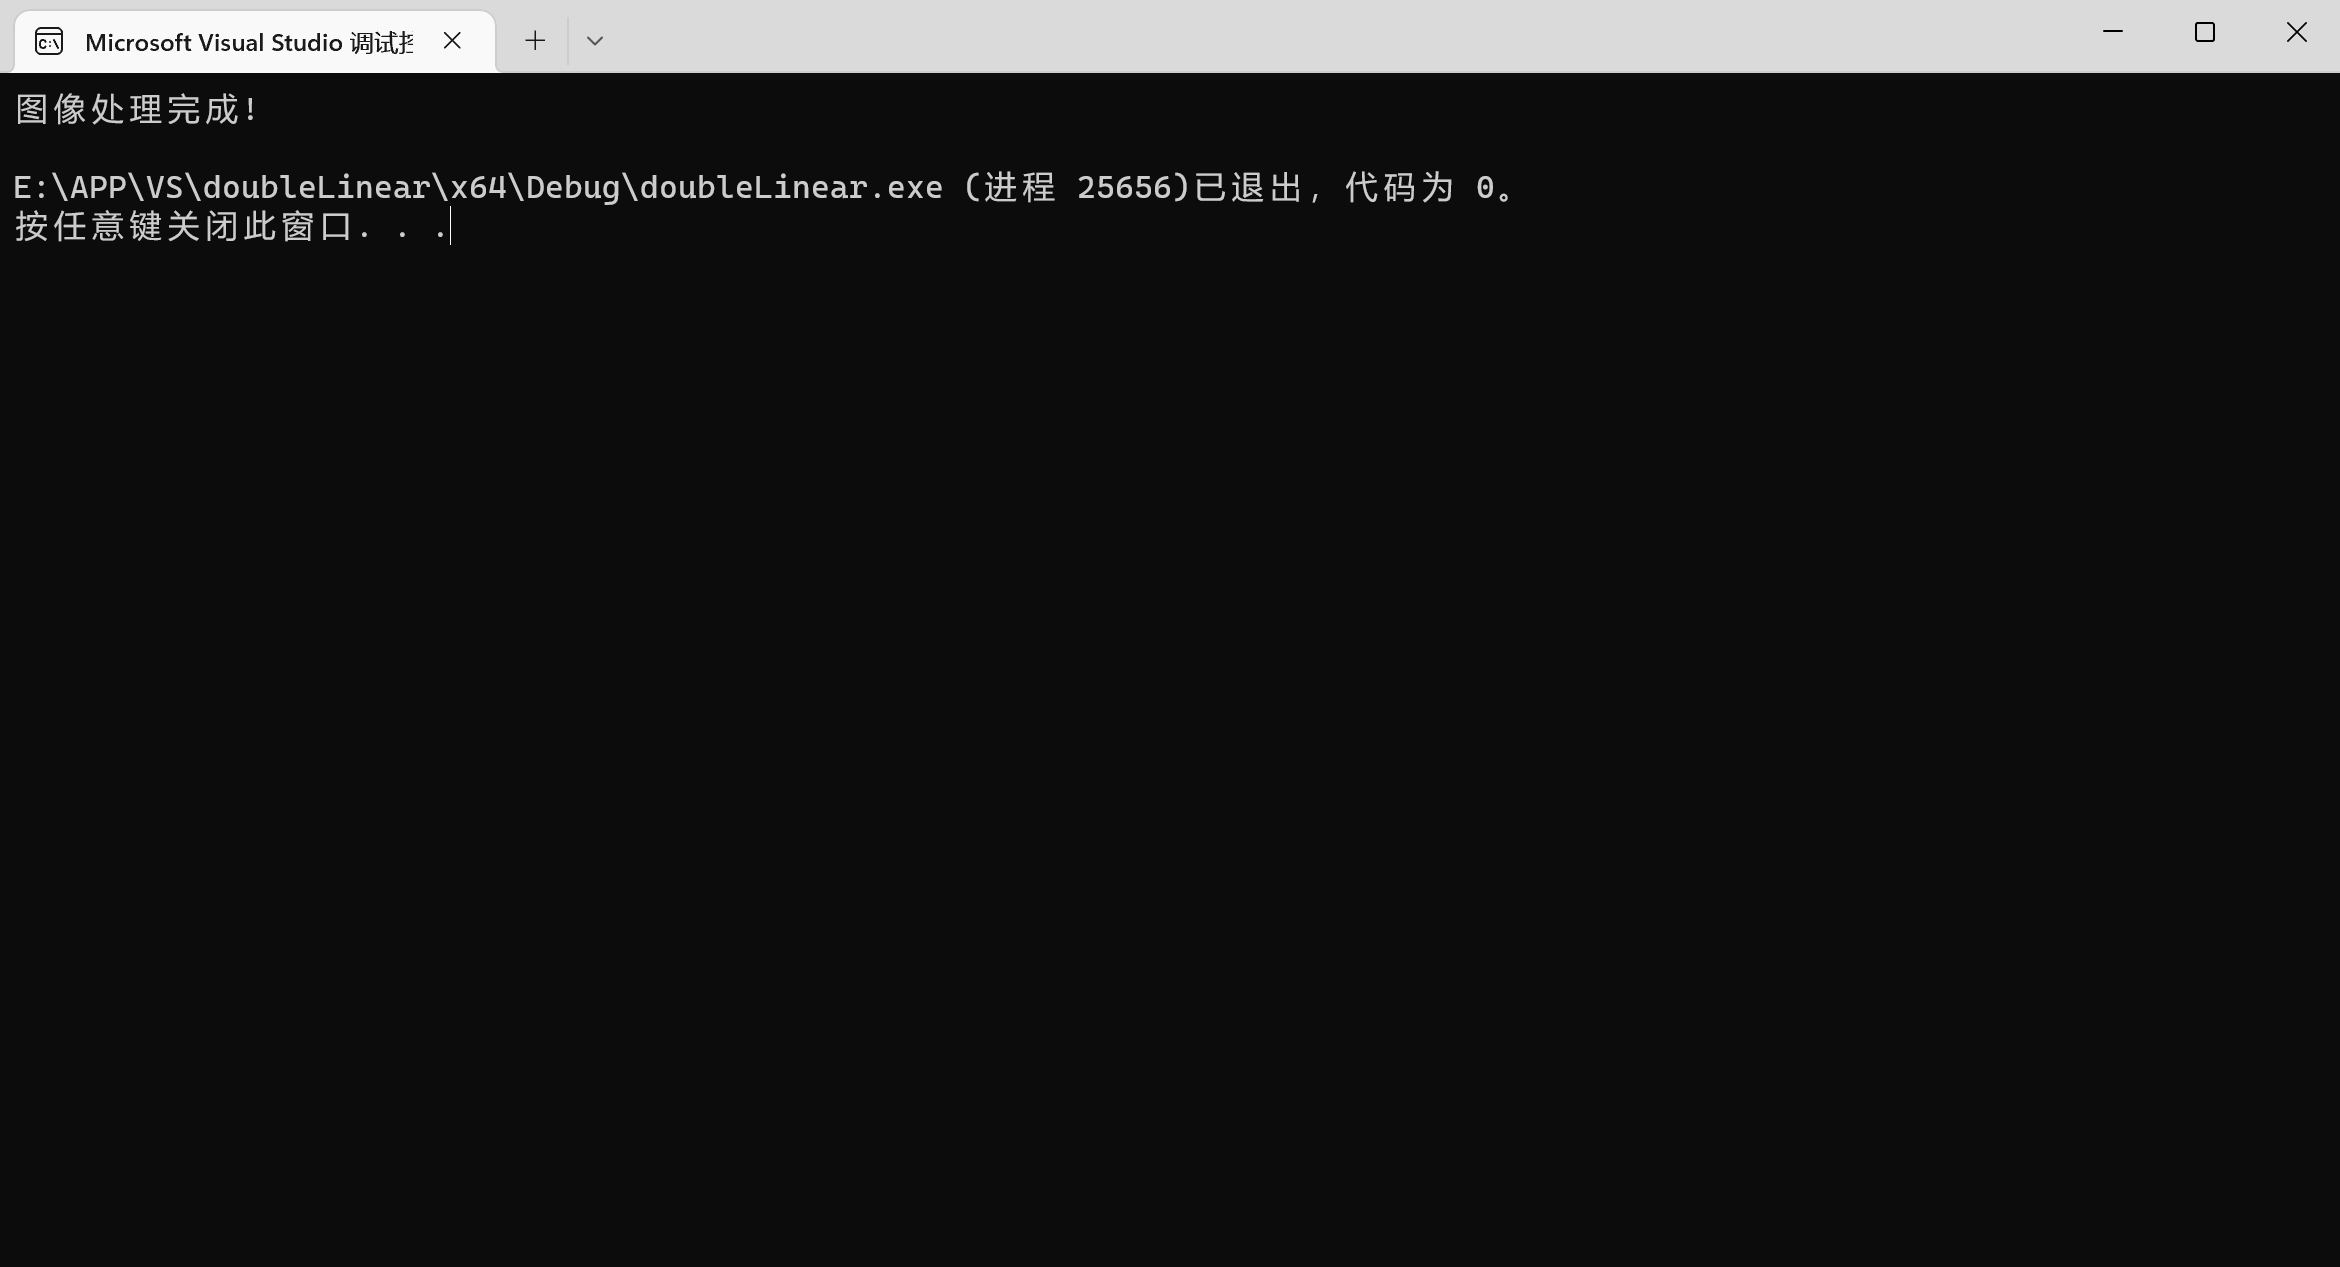 Microsoft Visual Studio 调试控
图像处理完成!
E:\APP\VS\doubleLinear\x64\Debug\doubleLinear.exe (进程 25656)已退出，代码为 0。
按任意键关闭此窗口. . .